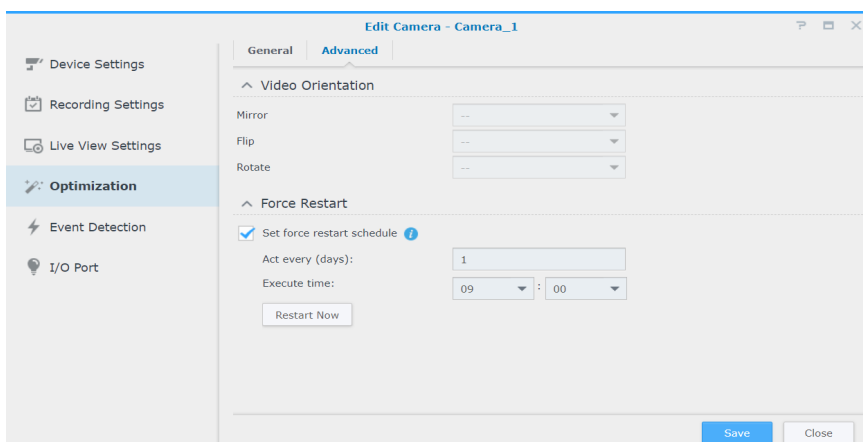 Edit Camera - Camera_1
General Advanced
Device Settings
Recording Settings
Live View Settings
Optimization
Event Detection
I/O Port
Video Orientation
Mirror --
Flip --
Rotate --
Force Restart
Set force restart schedule i
Act every (days): 1
Execute time: 09 : 00
Restart Now
Save Close